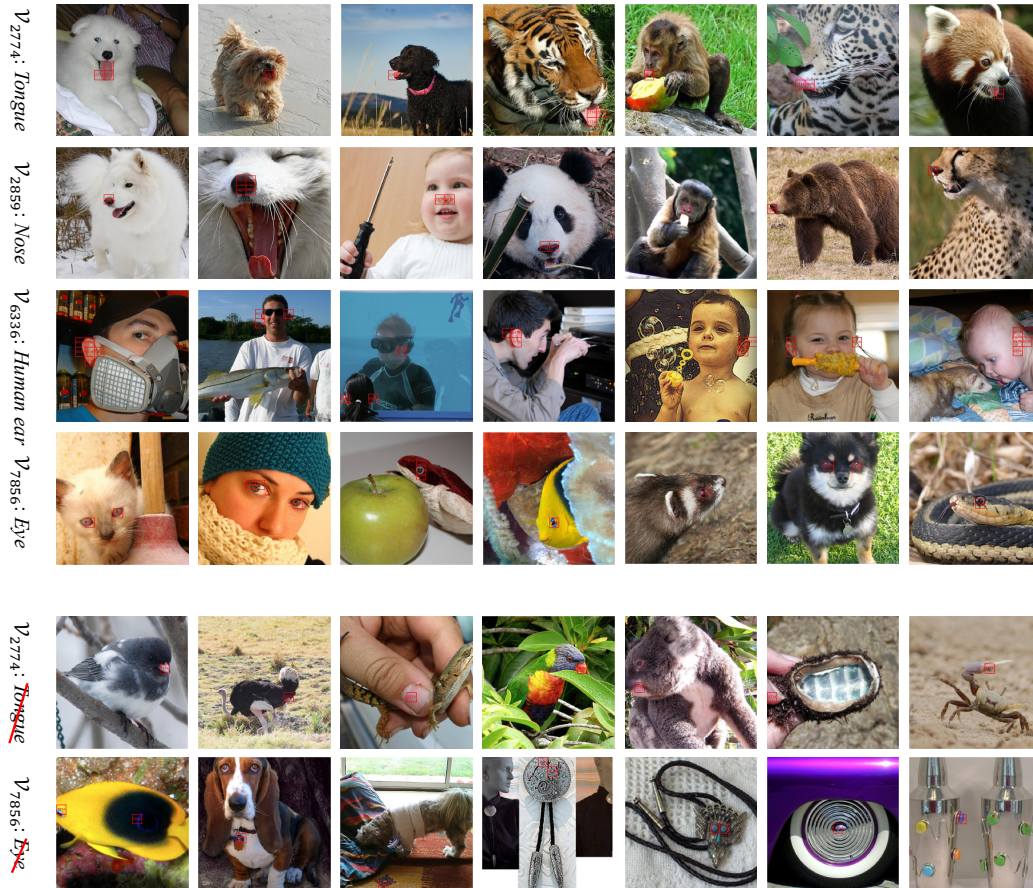 𝒱₂₇₇₄: Tongue
𝒱₂₈₅₉: Nose
𝒱₆₃₃₆: Human ear
𝒱₇₈₅₆: Eye
𝒱₂₇₇₄: Tongue
𝒱₇₈₅₆: Eye